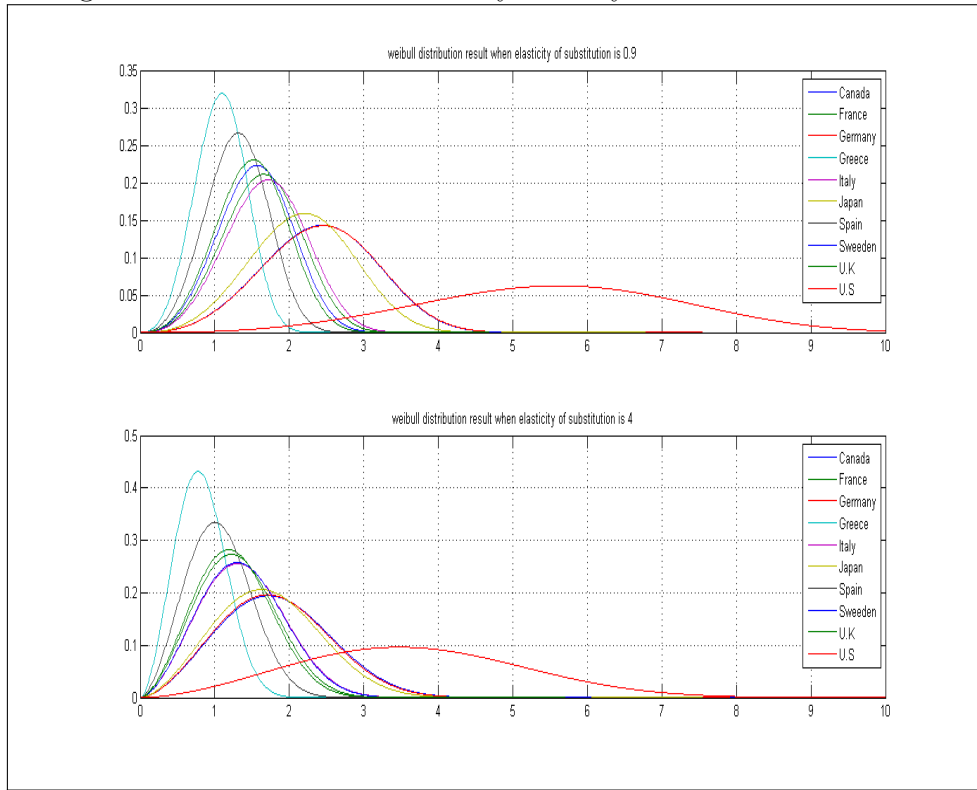 weibull distribution result when elasticity of substitution is 0.9
0.35
0.3
0.25
0.2
0.15
0.1
0.05
0
0 1 2 3 4 5 6 7 8 9 10
Canada
France
Germany
Greece
Italy
Japan
Spain
Sweeden
U.K
U.S
weibull distribution result when elasticity of substitution is 4
0.5
0.4
0.3
0.2
0.1
0
0 1 2 3 4 5 6 7 8 9 10
Canada
France
Germany
Greece
Italy
Japan
Spain
Sweeden
U.K
U.S